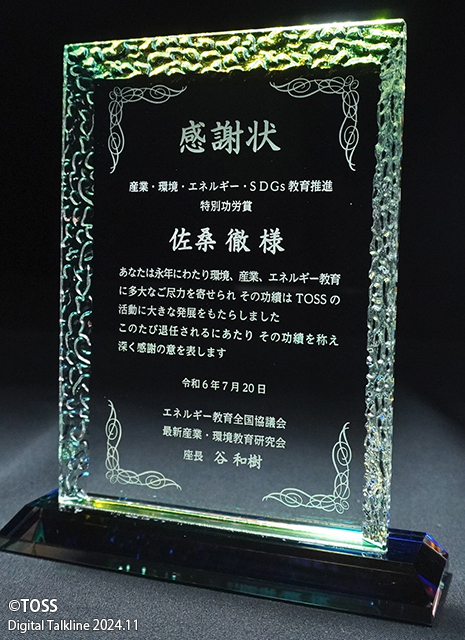 感謝状
産業・環境・エネルギー・SDGs教育推進
特別功労賞
佐桑 徹 様
あなたは永年にわたり環境、産業、エネルギー教育
に多大なご尽力を寄せられ その功績は TOSS の
活動に大きな発展をもたらしました
このたび退任されるにあたり その功績を称え
深く感謝の意を表します
令和6年7月20日
エネルギー教育全国協議会
最新産業・環境教育研究会
座長 谷 和樹
©TOSS
Digital Talkline 2024.11